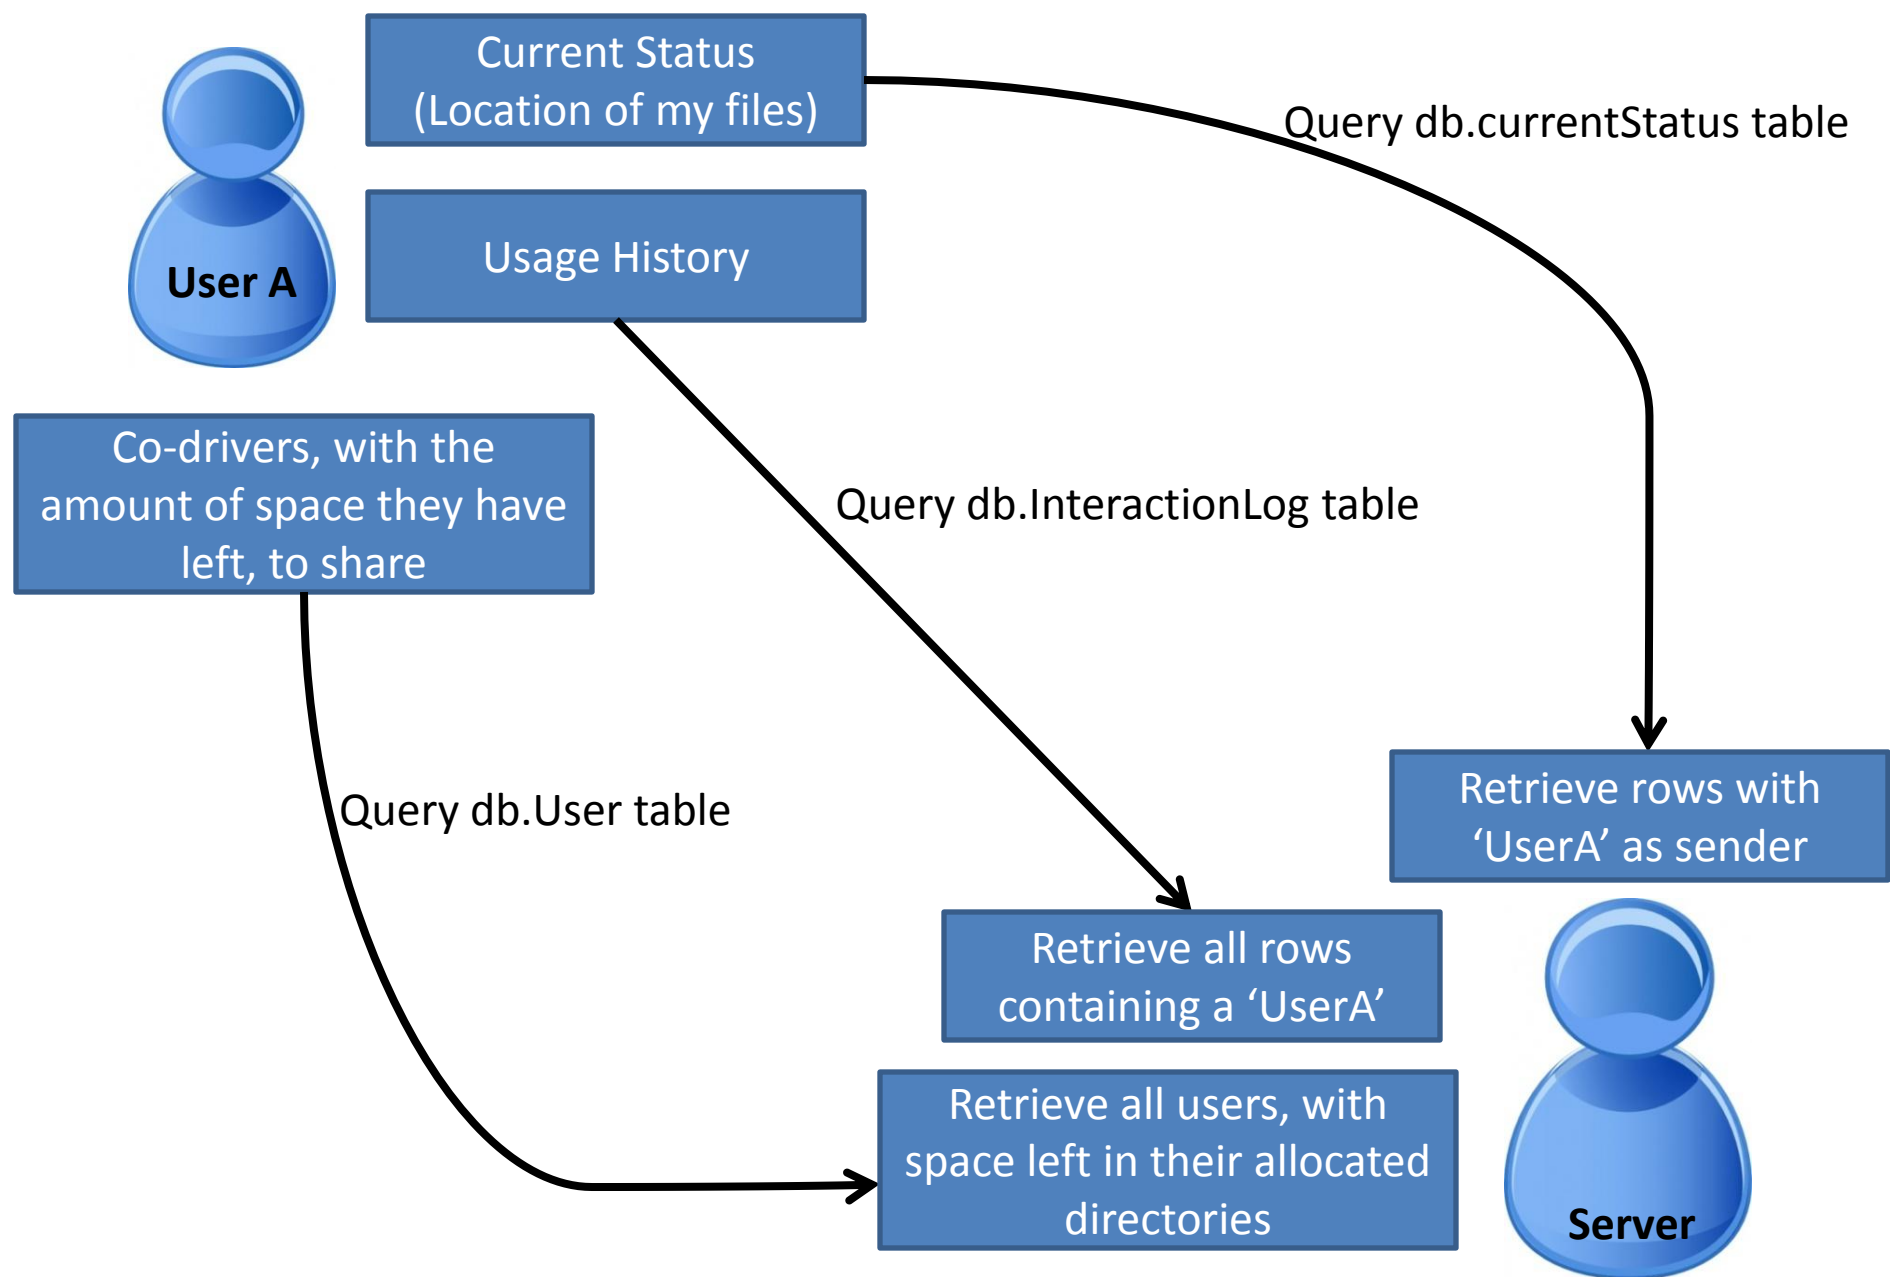 Current Status
(Location of my files)
Query db.currentStatus table
User A
Usage History
Co-drivers, with the
amount of space they have
left, to share
Query db.InteractionLog table
Query db.User table
Retrieve rows with
‘UserA’ as sender
Retrieve all rows
containing a ‘UserA’
Retrieve all users, with
space left in their allocated
directories
Server